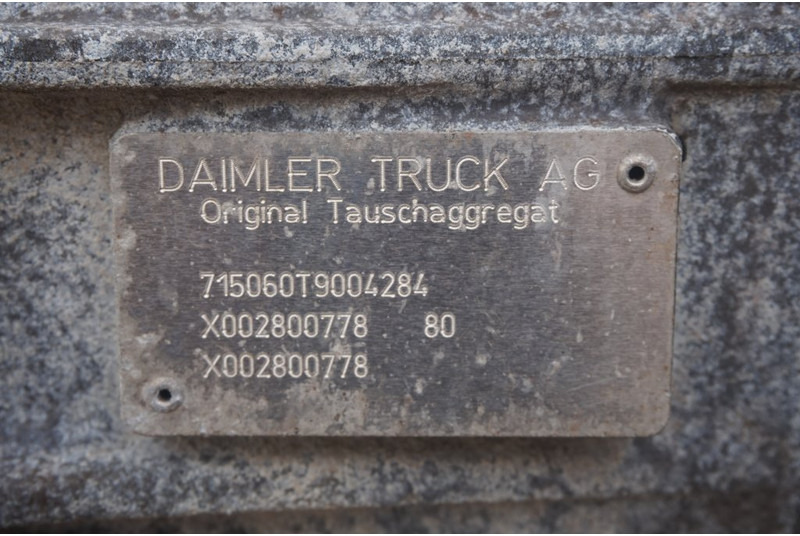 DAIMLER TRUCK AG
Original Tauschaggregat
715060T9004284
X002800778 80
X002800778